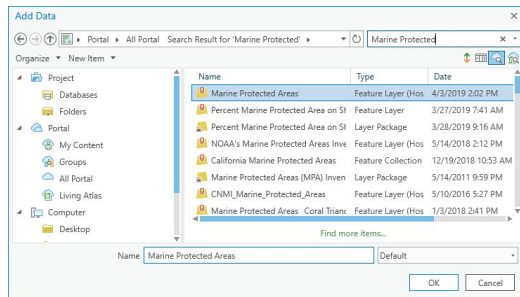 Add Data
Portal All Portal Search Result for 'Marine Protected' Marine Protected
Organize New Item
Project
Databases
Folders
Portal
My Content
Groups
All Portal
Living Atlas
Computer
Desktop
Name Type Date
Marine Protected Areas Feature Layer (Hos 4/3/2019 2:02 PM
Percent Marine Protected Area on Sh Feature Layer 3/27/2019 7:41 AM
Percent Marine Protected Area on Sh Layer Package 3/28/2019 9:16 AM
NOAA's Marine Protected Areas Inve Feature Layer (Hos 5/14/2018 2:12 PM
California Marine Protected Areas Feature Collection 12/19/2018 10:53 AM
Marine Protected Areas (MPA) Inven Layer Package 5/14/2011 9:59 PM
CNMI_Marine_Protected_Areas Feature Layer (Hos 5/10/2016 5:27 PM
Marine Protected Areas Coral Triang Feature Layer (Hos 1/3/2018 2:41 PM
Find more items...
Name Marine Protected Areas Default
OK Cancel